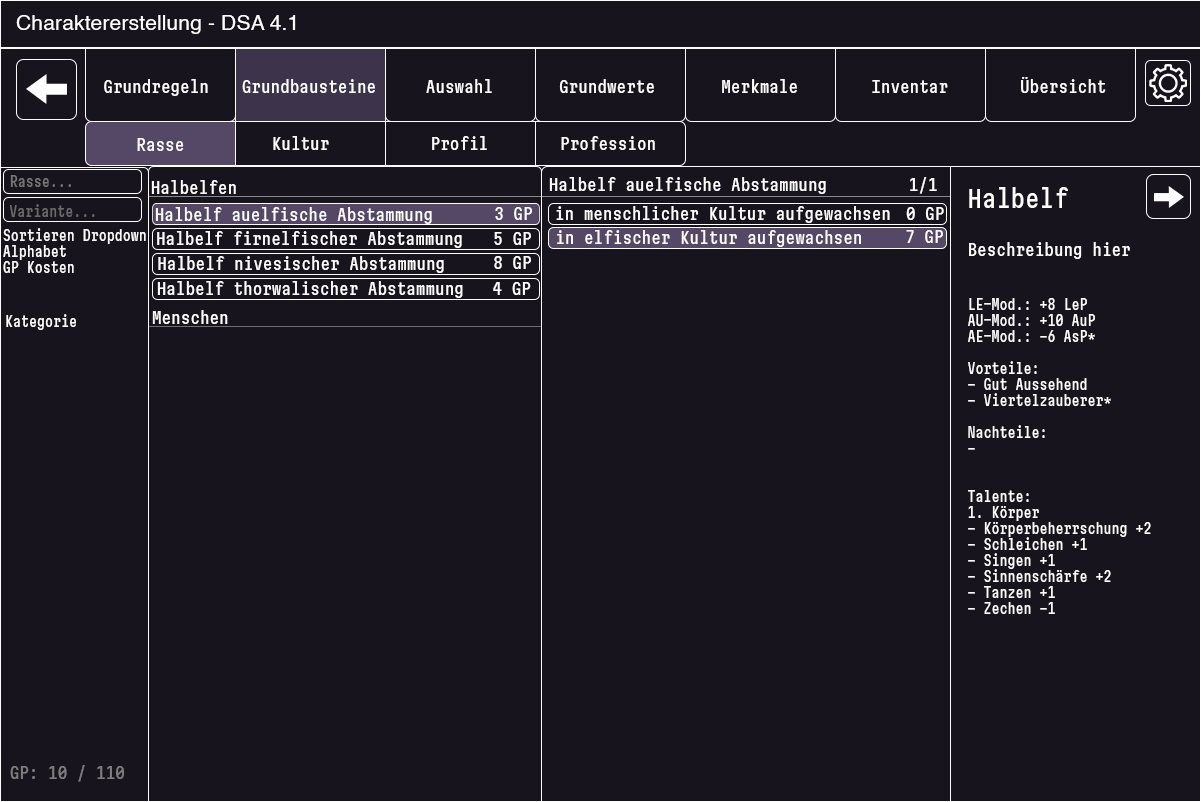 Charaktererstellung - DSA 4.1
Grundregeln
Grundbausteine
Auswahl
Grundwerte
Merkmale
Inventar
Übersicht
Rasse
Kultur
Profil
Profession
Rasse...
Variante...
Sortieren Dropdown
Alphabet
GP Kosten
Kategorie
GP: 10 / 110
Halbelfen
Halbelf auelfische Abstammung 3 GP
Halbelf firnelfischer Abstammung 5 GP
Halbelf nivesischer Abstammung 8 GP
Halbelf thorwalischer Abstammung 4 GP
Menschen
Halbelf auelfische Abstammung 1/1
in menschlicher Kultur aufgewachsen 0 GP
in elfischer Kultur aufgewachsen 7 GP
Halbelf
Beschreibung hier
LE-Mod.: +8 LeP
AU-Mod.: +10 AuP
AE-Mod.: -6 AsP*
Vorteile:
- Gut Aussehend
- Viertelzauberer*
Nachteile:
-
Talente:
1. Körper
- Körperbeherrschung +2
- Schleichen +1
- Singen +1
- Sinnenschärfe +2
- Tanzen +1
- Zechen -1